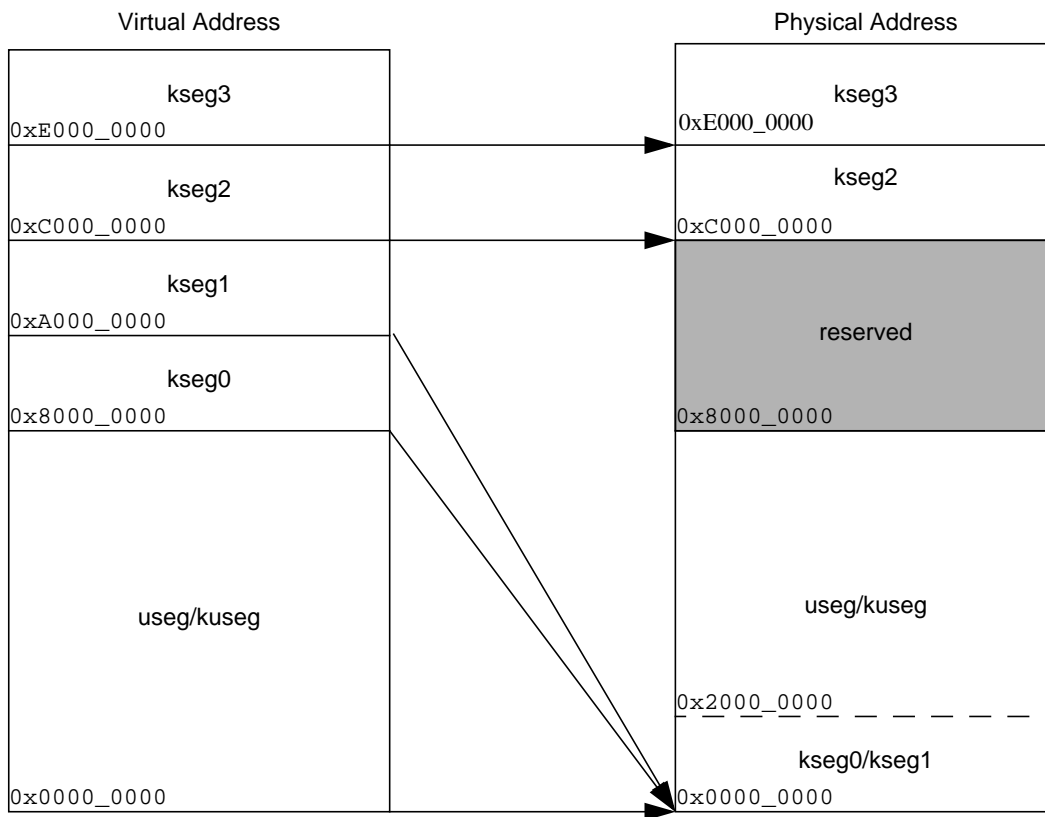 Virtual Address
kseg3
0xE000_0000
kseg2
0xC000_0000
kseg1
0xA000_0000
kseg0
0x8000_0000
useg/kuseg
0x0000_0000
Physical Address
kseg3
0xE000_0000
kseg2
0xC000_0000
reserved
0x8000_0000
useg/kuseg
0x2000_0000
kseg0/kseg1
0x0000_0000